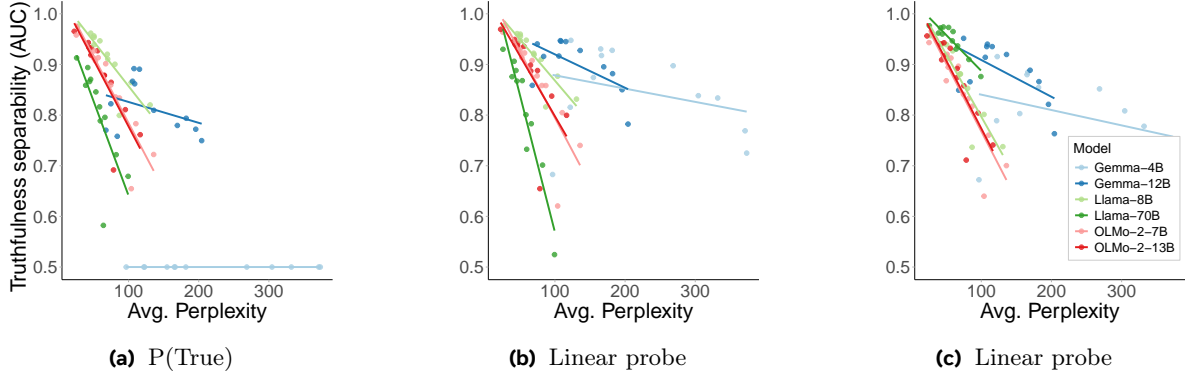 Truthfulness separability (AUC)
1.0
0.9
0.8
0.7
0.6
0.5
100
200
300
Avg. Perplexity
(a) P(True)
1.0
0.9
0.8
0.7
0.6
0.5
100
200
300
Avg. Perplexity
(b) Linear probe
1.0
0.9
0.8
0.7
0.6
0.5
100
200
300
Avg. Perplexity
Model
Gemma−4B
Gemma−12B
Llama−8B
Llama−70B
OLMo−2−7B
OLMo−2−13B
(c) Linear probe